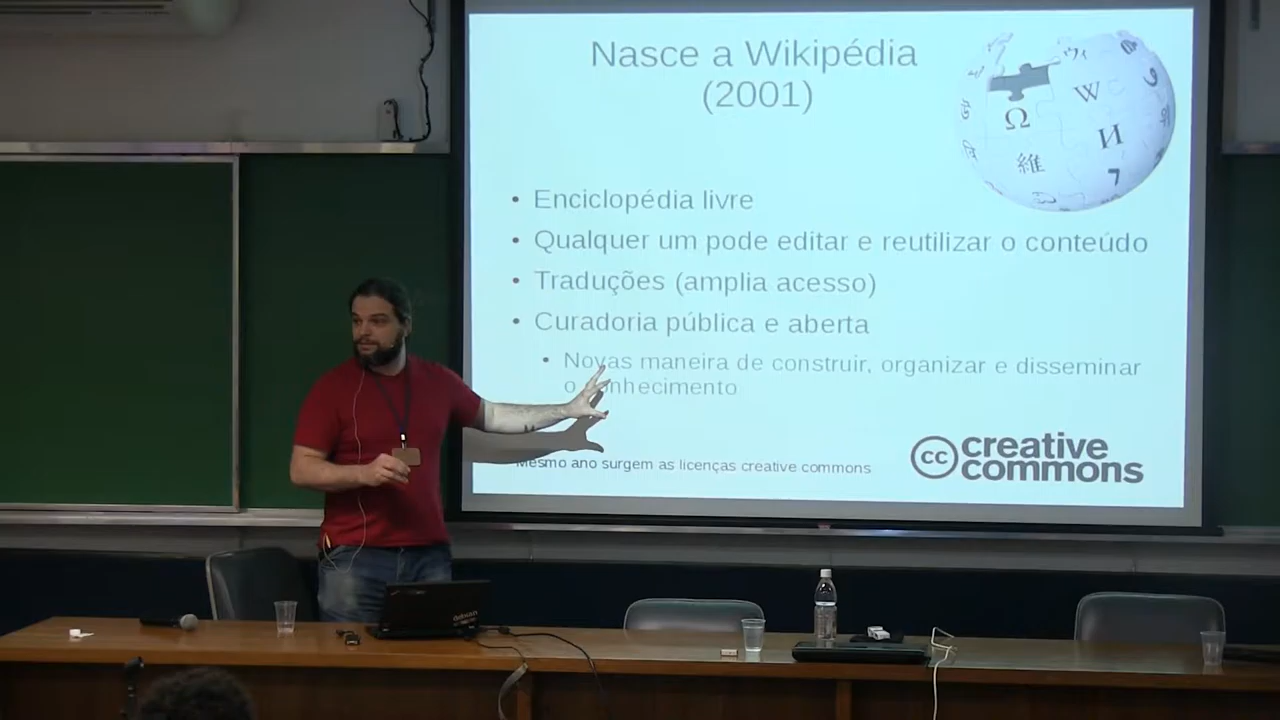 Nasce a Wikipédia
(2001)
Ω
W
И
維
7
• Enciclopédia livre
• Qualquer um pode editar e reutilizar o conteúdo
• Traduções (amplia acesso)
• Curadoria pública e aberta
• Novas maneira de construir, organizar e disseminar
o conhecimento
Mesmo ano surgem as licenças creative commons
cc creative
commons